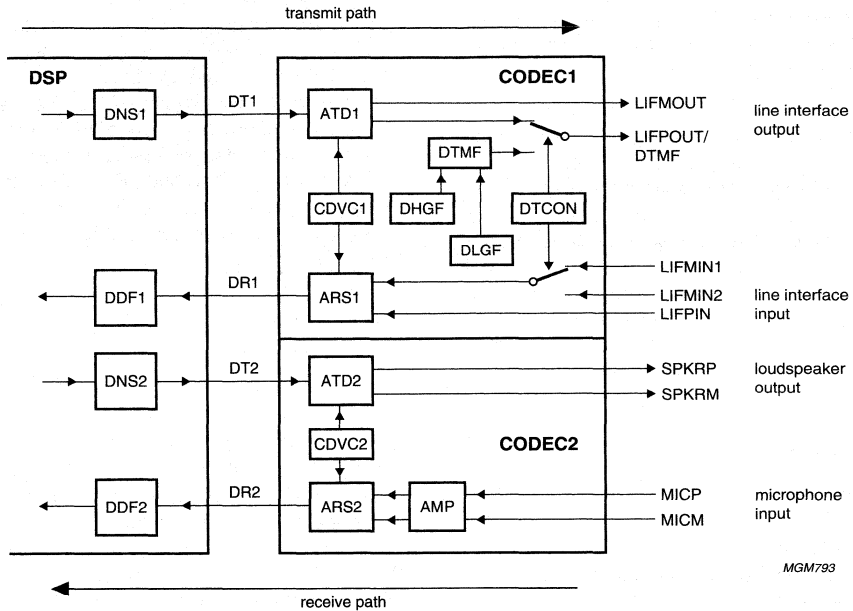 transmit path
DSP
CODEC1
DNS1
DT1
ATD1
LIFMOUT
line interface
output
LIFPOUT/
DTMF
DTMF
CDVC1
DHGF
DTCON
DLGF
LIFMIN1
DDF1
DR1
ARS1
LIFMIN2
line interface
input
LIFPIN
DNS2
DT2
ATD2
SPKRP
loudspeaker
output
SPKRM
CDVC2
CODEC2
DDF2
DR2
ARS2
AMP
MICP
microphone
input
MICM
MGM793
receive path